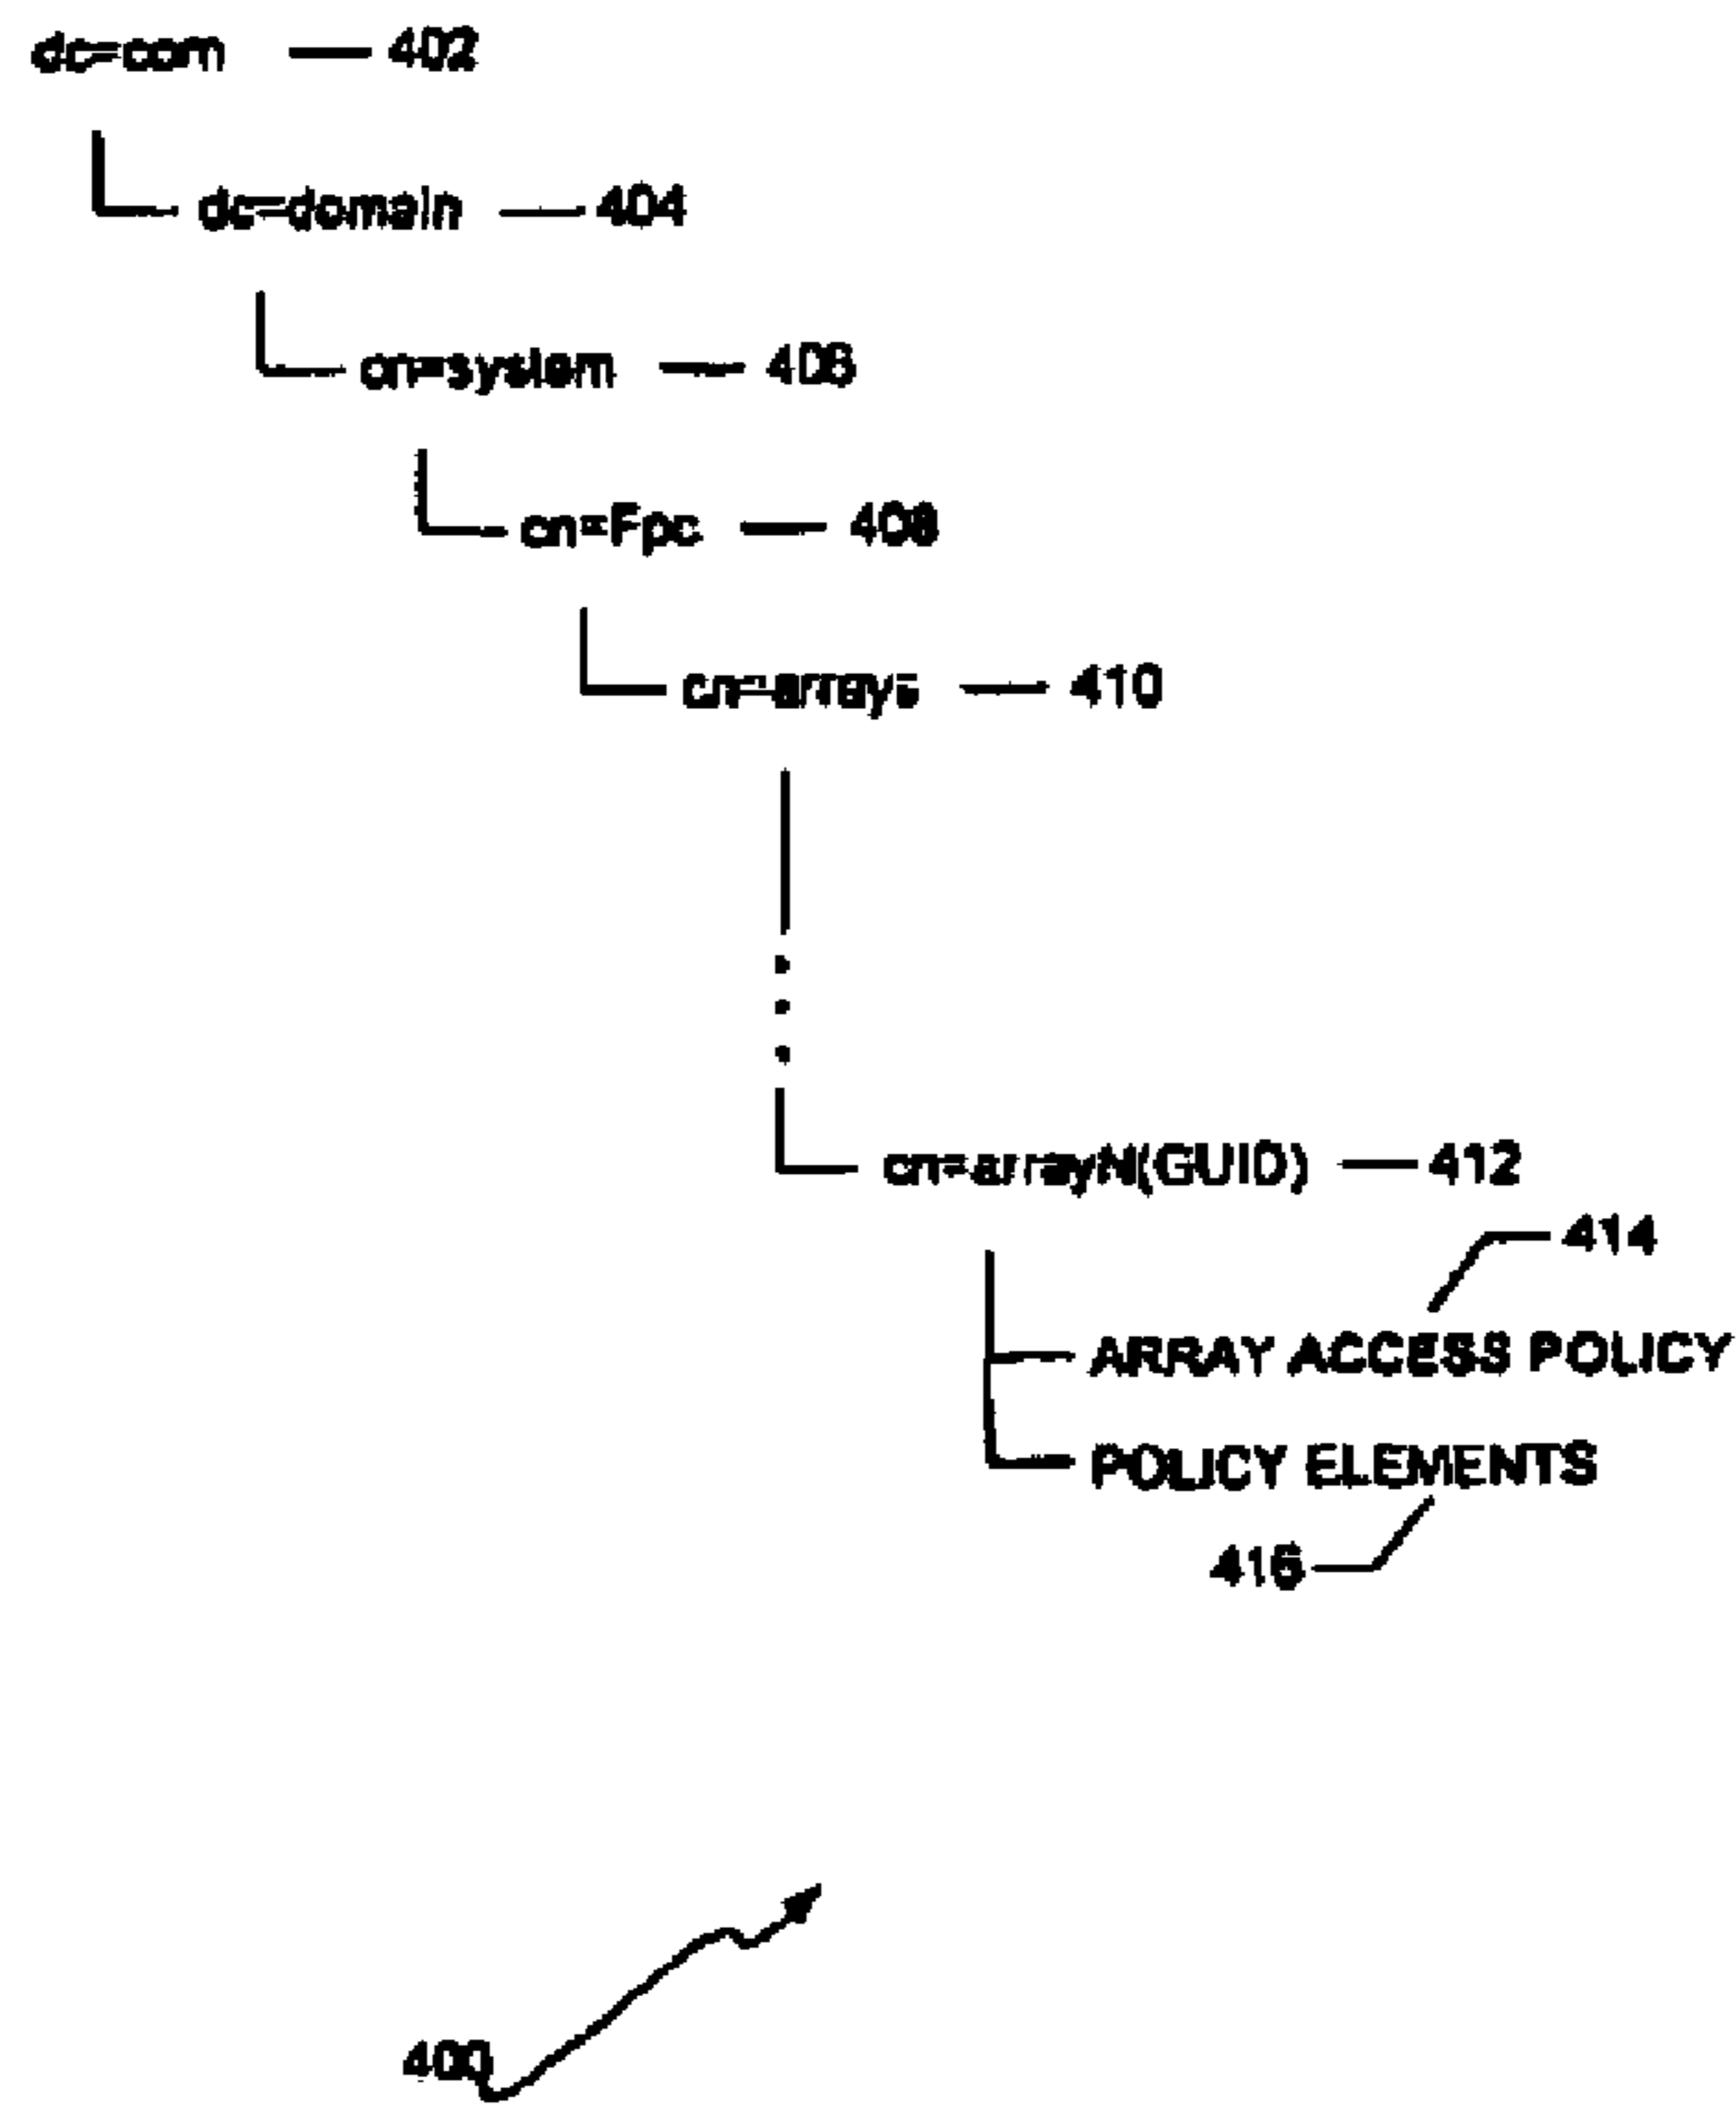 dc=com 402
dc=domain 404
cn=system 406
cn=Fpc 408
cn=arrays 410
cn=arrayN(GUID) 412
414
ARRAY ACCESS POLICY
POLICY ELEMENTS
416
400